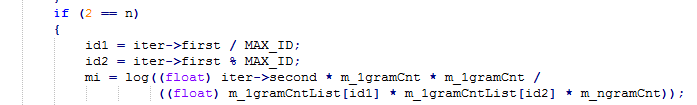 if (2 == n)
{
id1 = iter->first / MAX_ID;
id2 = iter->first % MAX_ID;
mi = log((float) iter->second * m_1gramCnt * m_1gramCnt /
((float) m_1gramCntList[id1] * m_1gramCntList[id2] * m_ngramCnt));